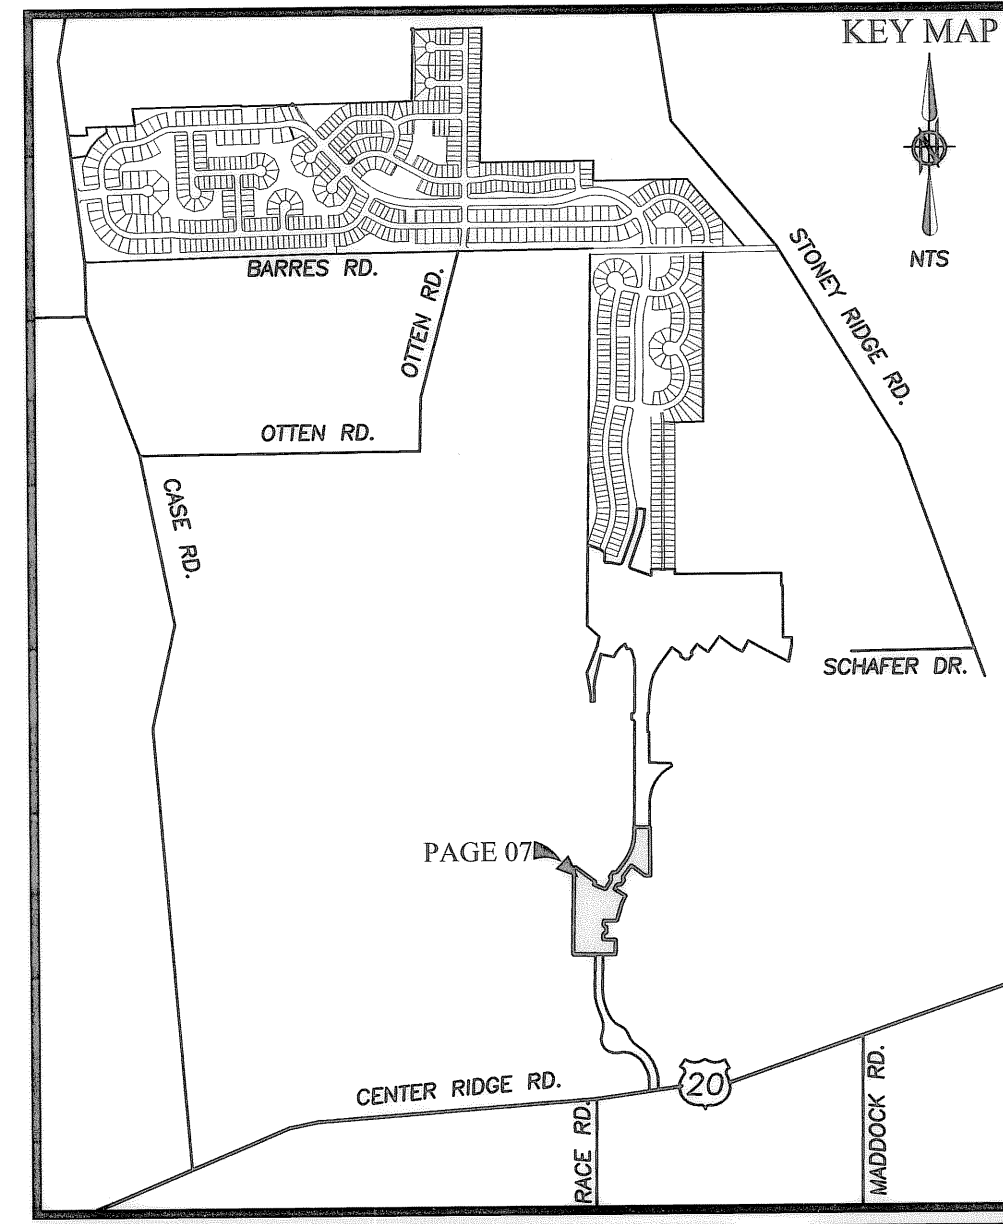 KEY MAP
N
NTS
BARRES RD.
OTTEN RD.
STONEY RIDGE RD.
OTTEN RD.
CASE RD.
SCHAFER DR.
PAGE 07
CENTER RIDGE RD.
20
RACE RD.
MADDOCK RD.